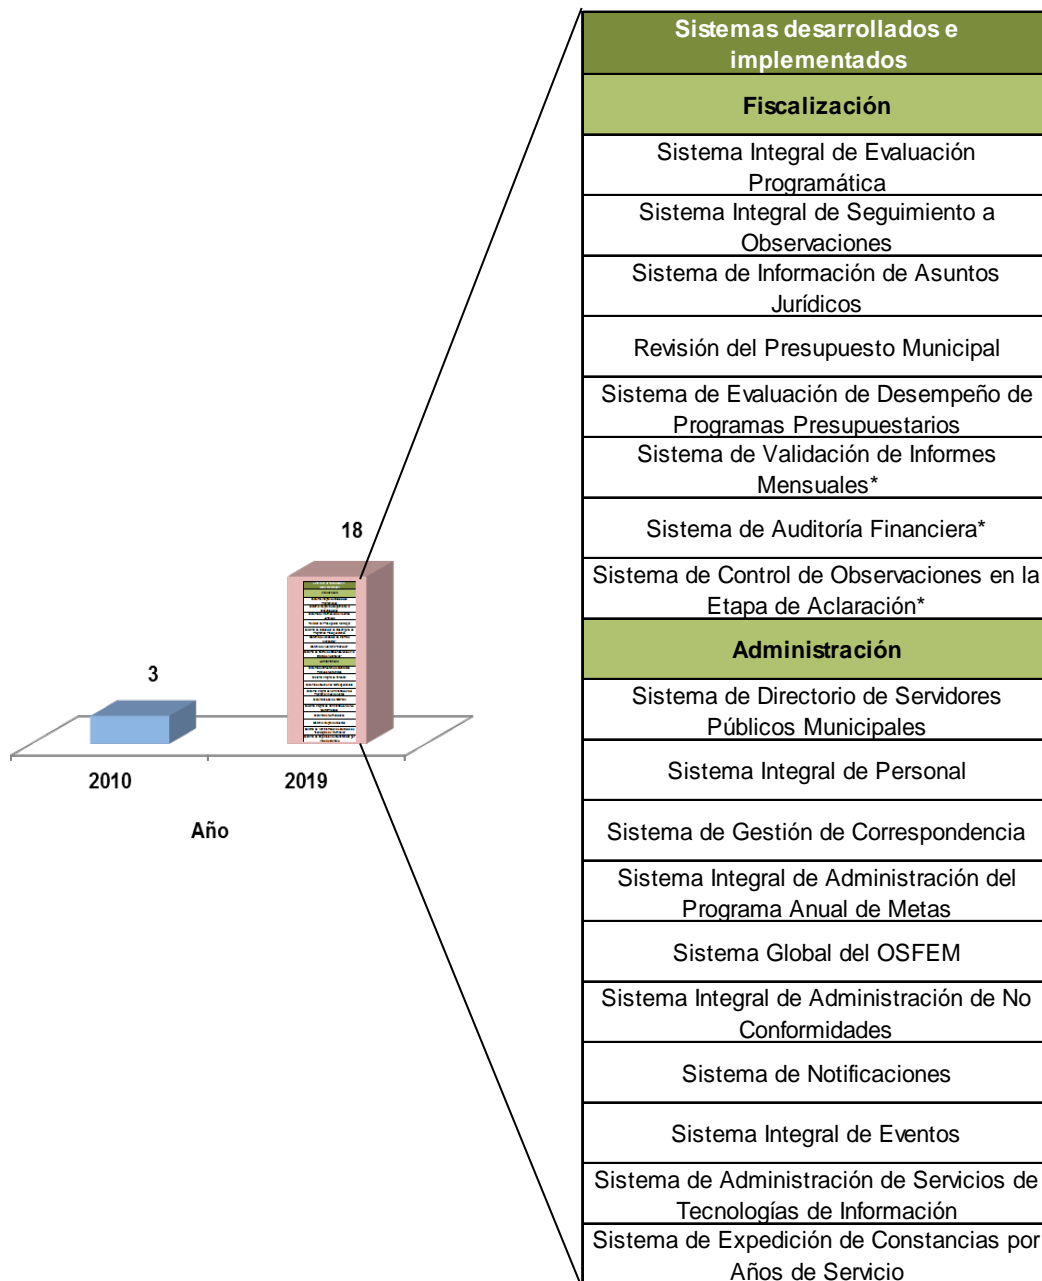 Sistemas desarrollados e
implementados
Fiscalización
Sistema Integral de Evaluación
Programática
Sistema Integral de Seguimiento a
Observaciones
Sistema de Información de Asuntos
Jurídicos
Revisión del Presupuesto Municipal
Sistema de Evaluación de Desempeño de
Programas Presupuestarios
Sistema de Validación de Informes
Mensuales*
Sistema de Auditoría Financiera*
Sistema de Control de Observaciones en la
Etapa de Aclaración*
Administración
Sistema de Directorio de Servidores
Públicos Municipales
Sistema Integral de Personal
Sistema de Gestión de Correspondencia
Sistema Integral de Administración del
Programa Anual de Metas
Sistema Global del OSFEM
Sistema Integral de Administración de No
Conformidades
Sistema de Notificaciones
Sistema Integral de Eventos
Sistema de Administración de Servicios de
Tecnologías de Información
Sistema de Expedición de Constancias por
Años de Servicio
18
3
2010
2019
Año